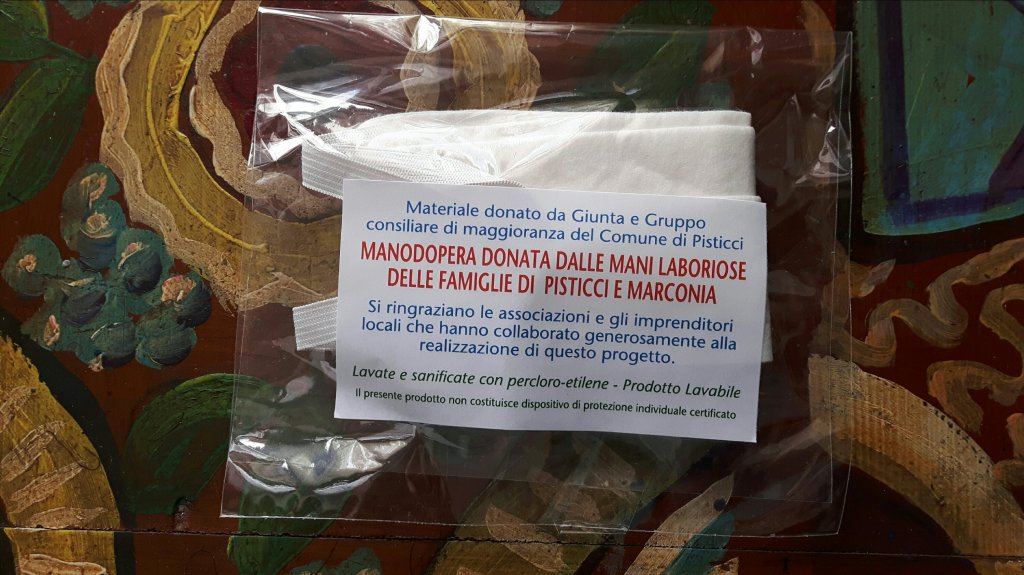 Materiale donato da Giunta e Gruppo
consiliare di maggioranza del Comune di Pisticci
MANODOPERA DONATA DALLE MANI LABORIOSE
DELLE FAMIGLIE DI PISTICCI E MARCONIA
Si ringraziano le associazioni e gli imprenditori
locali che hanno collaborato generosamente alla
realizzazione di questo progetto.
Lavate e sanificate con percloro-etilene - Prodotto Lavabile
Il presente prodotto non costituisce dispositivo di protezione individuale certificato